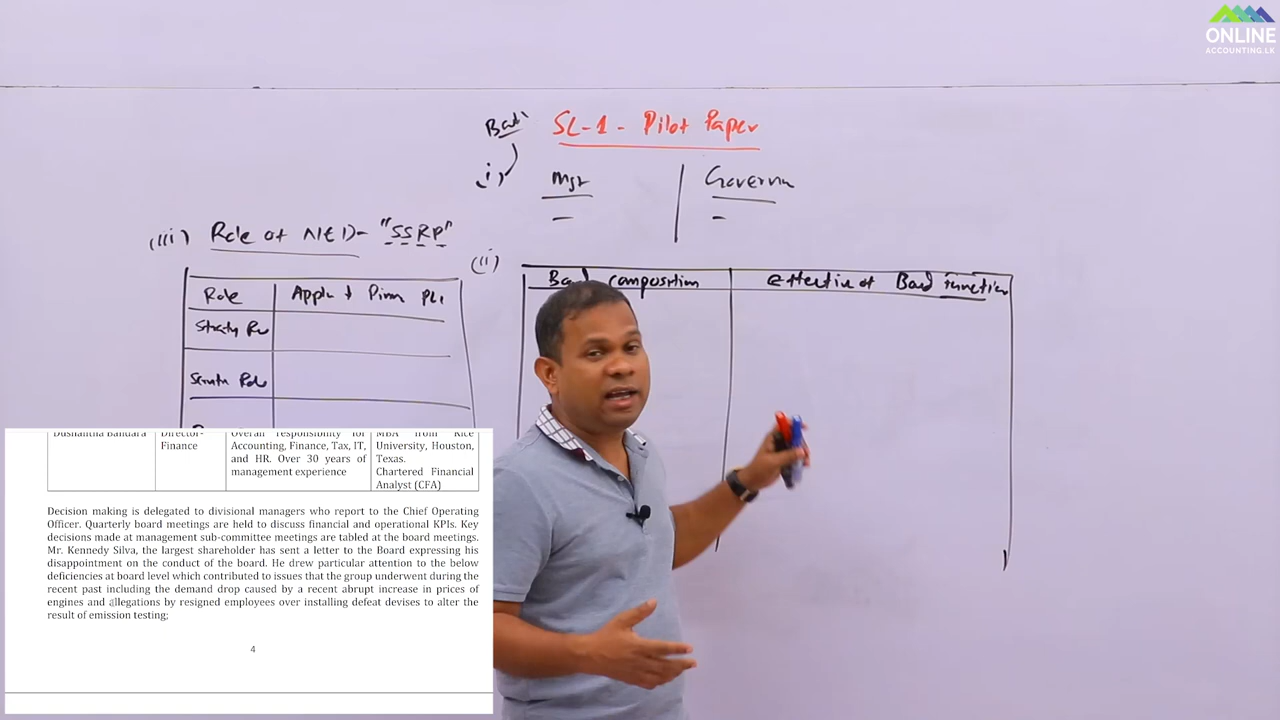 ONLINE
ACCOUNTING.LK
SL-1 - Pilot Paper
(i)
Mgt
(iii) Role of NED- "SSRP"
(ii)
Role
Strategy
Board composition
Board function
Dushantha Bandara
Director-
Finance
Overall responsibility for
Accounting, Finance, Tax, IT,
and HR. Over 30 years of
management experience
MBA from Rice
University, Houston,
Texas.
Chartered Financial
Analyst (CFA)
Decision making is delegated to divisional managers who report to the Chief Operating
Officer. Quarterly board meetings are held to discuss financial and operational KPIs. Key
decisions made at management sub-committee meetings are tabled at the board meetings.
Mr. Kennedy Silva, the largest shareholder has sent a letter to the Board expressing his
disappointment on the conduct of the board. He drew particular attention to the below
deficiencies at board level which contributed to issues that the group underwent during the
recent past including the demand drop caused by a recent abrupt increase in prices of
engines and allegations by resigned employees over installing defeat devises to alter the
result of emission testing;
4